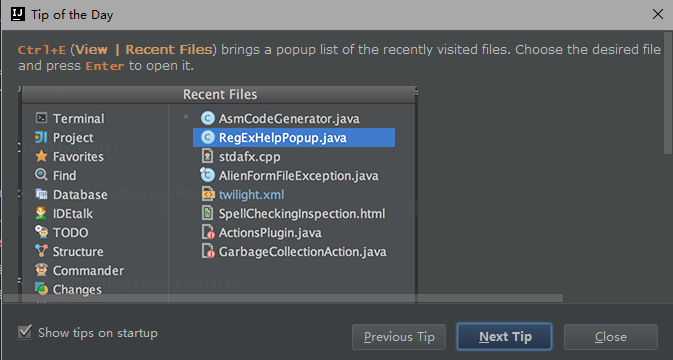 Tip of the Day
Ctrl+E (View | Recent Files) brings a popup list of the recently visited files. Choose the desired file
and press Enter to open it.
Recent Files
Terminal
Project
Favorites
Find
Database
IDEtalk
TODO
Structure
Commander
Changes
AsmCodeGenerator.java
RegExHelpPopup.java
stdafx.cpp
AlienFormFileException.java
twilight.xml
SpellCheckingInspection.html
ActionsPlugin.java
GarbageCollectionAction.java
Show tips on startup
Previous Tip
Next Tip
Close